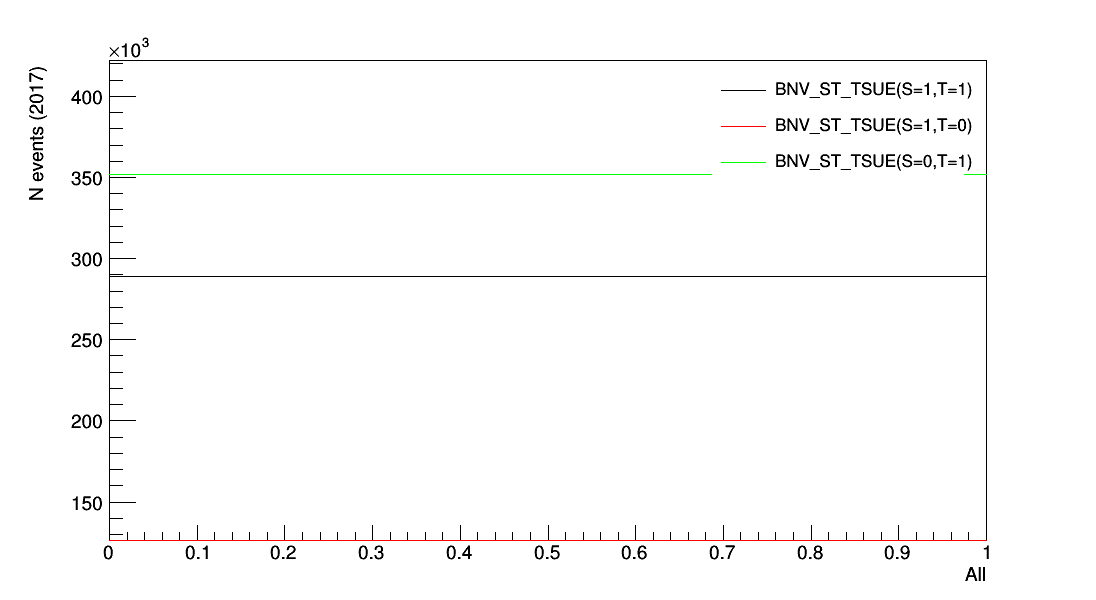 ×10³
N events (2017)
BNV_ST_TSUE(S=1,T=1)
BNV_ST_TSUE(S=1,T=0)
BNV_ST_TSUE(S=0,T=1)
400
350
300
250
200
150
0 0.1 0.2 0.3 0.4 0.5 0.6 0.7 0.8 0.9 1
All